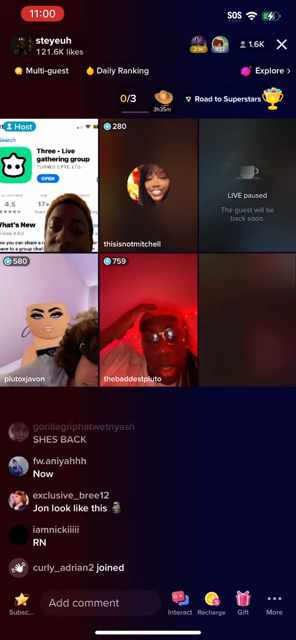 11:00
SOS
steyeuh
121.6K likes
1.6K
Multi-guest
Daily Ranking
Explore >
0/3
3h35m
Road to Superstars
Host
280
Search
Three - Live
gathering group
OPEN
4.5
17+
What's New
LIVE paused
The guest will be
back soon.
thisisnotmitchell
580
759
plutoxjavon
thebaddestpluto
gorillagriphatwetnyash
SHES BACK
fw.aniyahhh
Now
exclusive_bree12
Jon look like this 🗿
iamnickiiiii
RN
curly_adrian2 joined
Subsc...
Add comment
Interact
Recharge
Gift
More